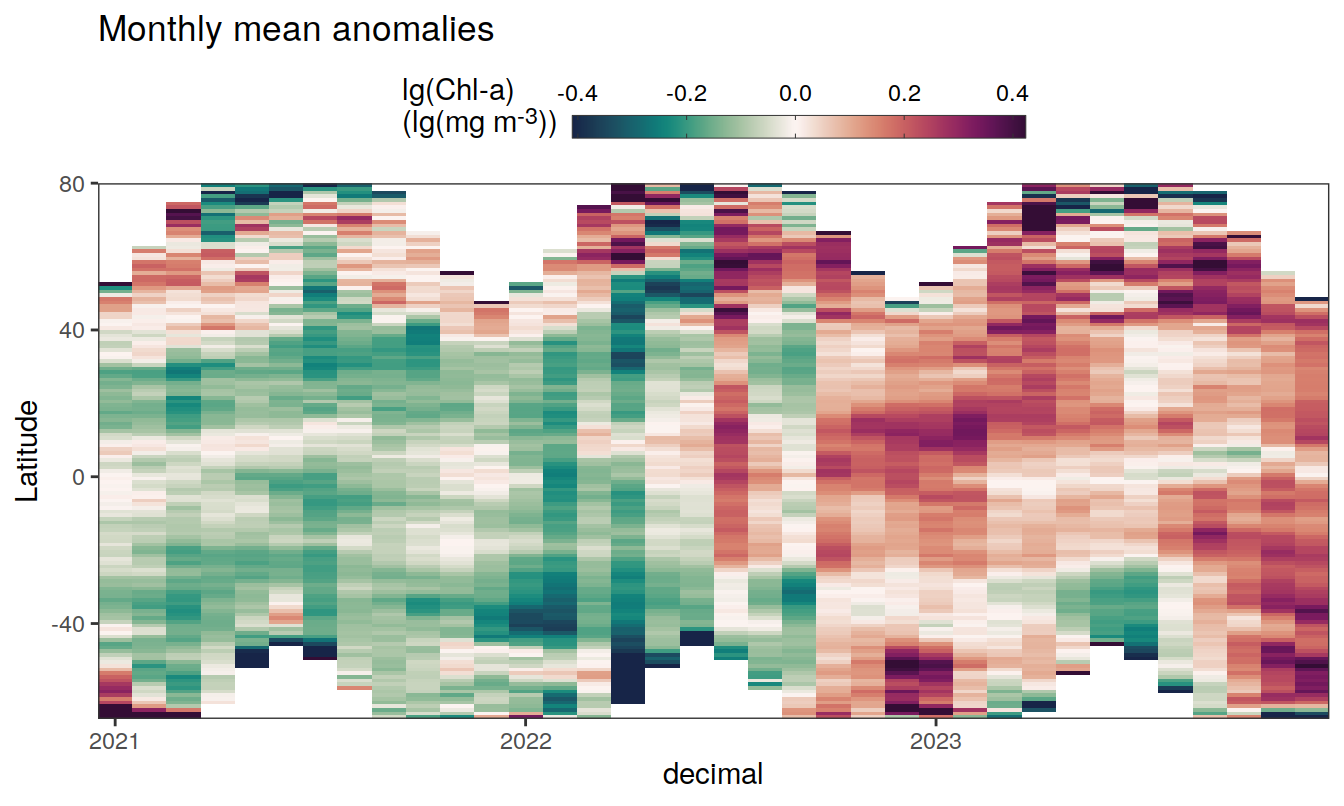 Monthly mean anomalies
lg(Chl-a)
(lg(mg m⁻³))
-0.4 -0.2 0.0 0.2 0.4
80
40
0
-40
Latitude
2021 2022 2023
decimal